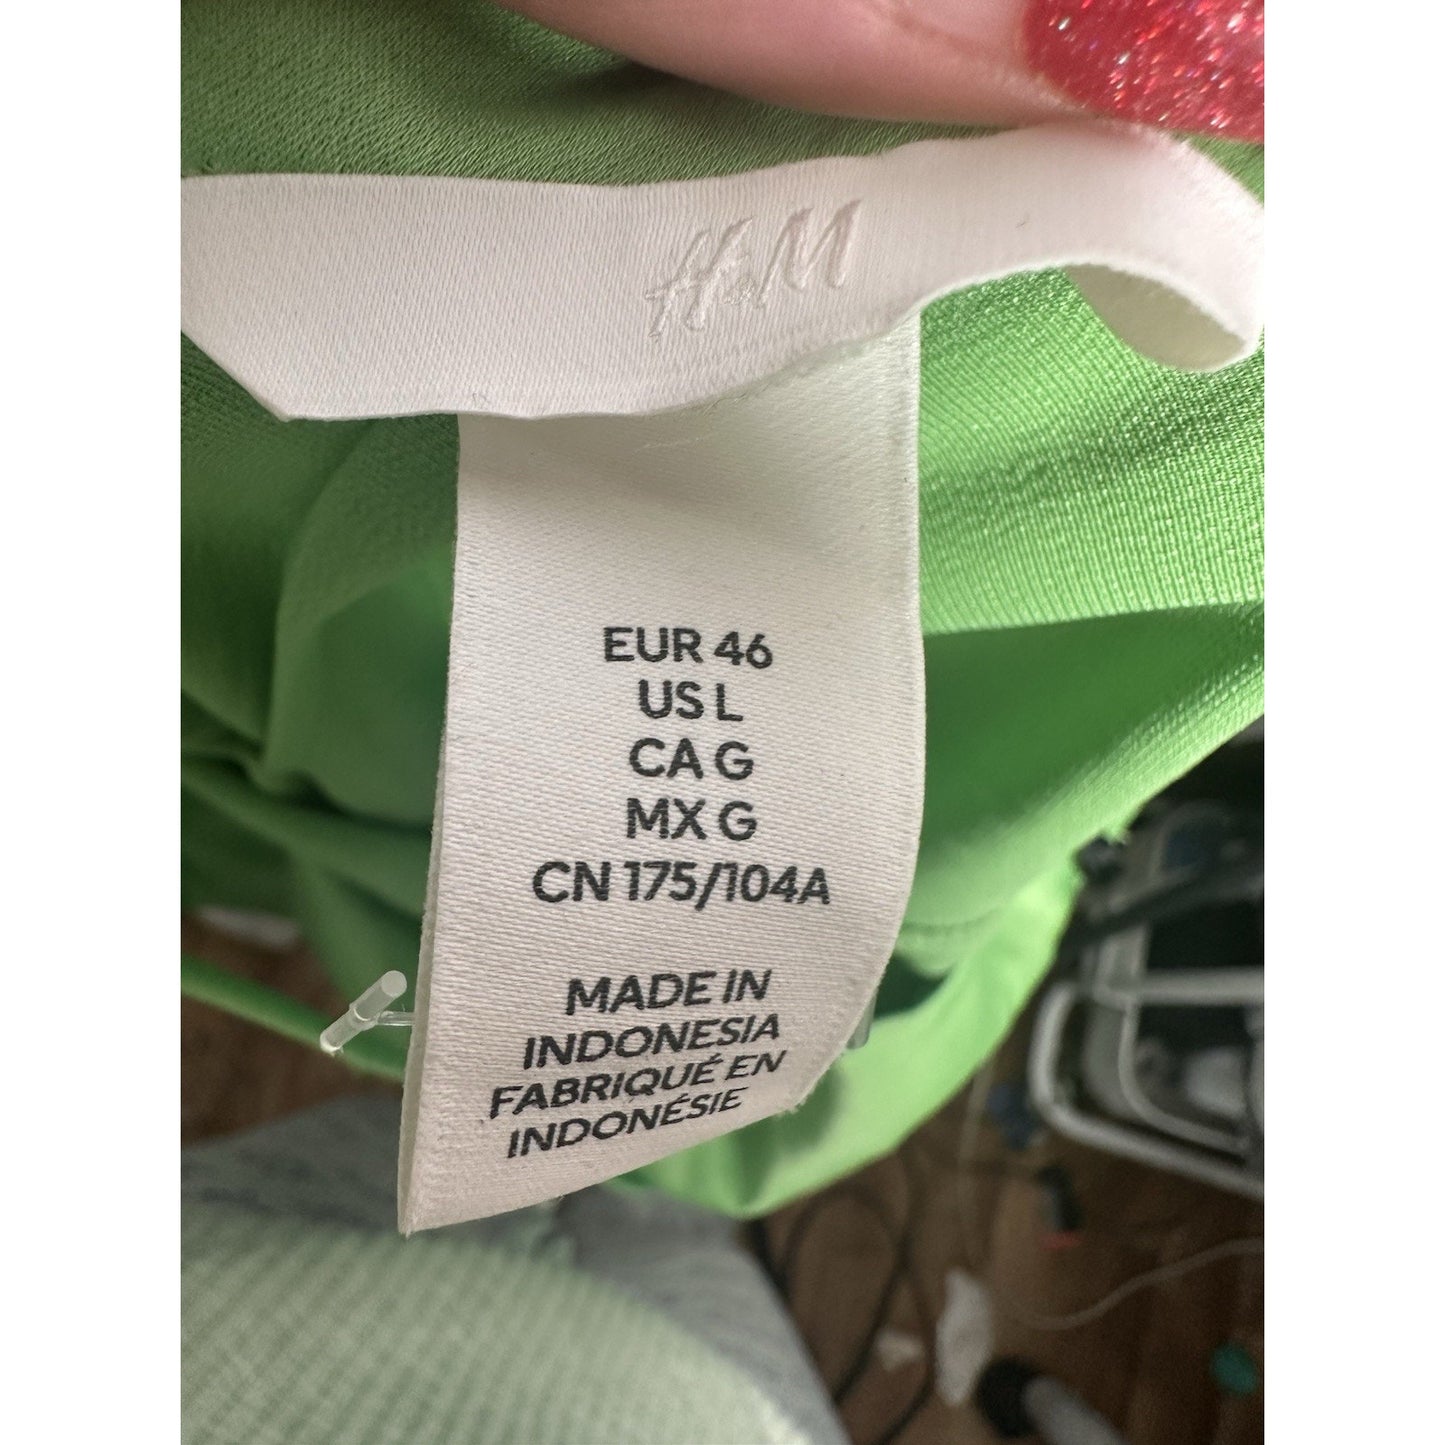 H&M
EUR 46
US L
CA G
MX G
CN 175/104A
MADE IN
INDONESIA
FABRIQUÉ EN
INDONÉSIE